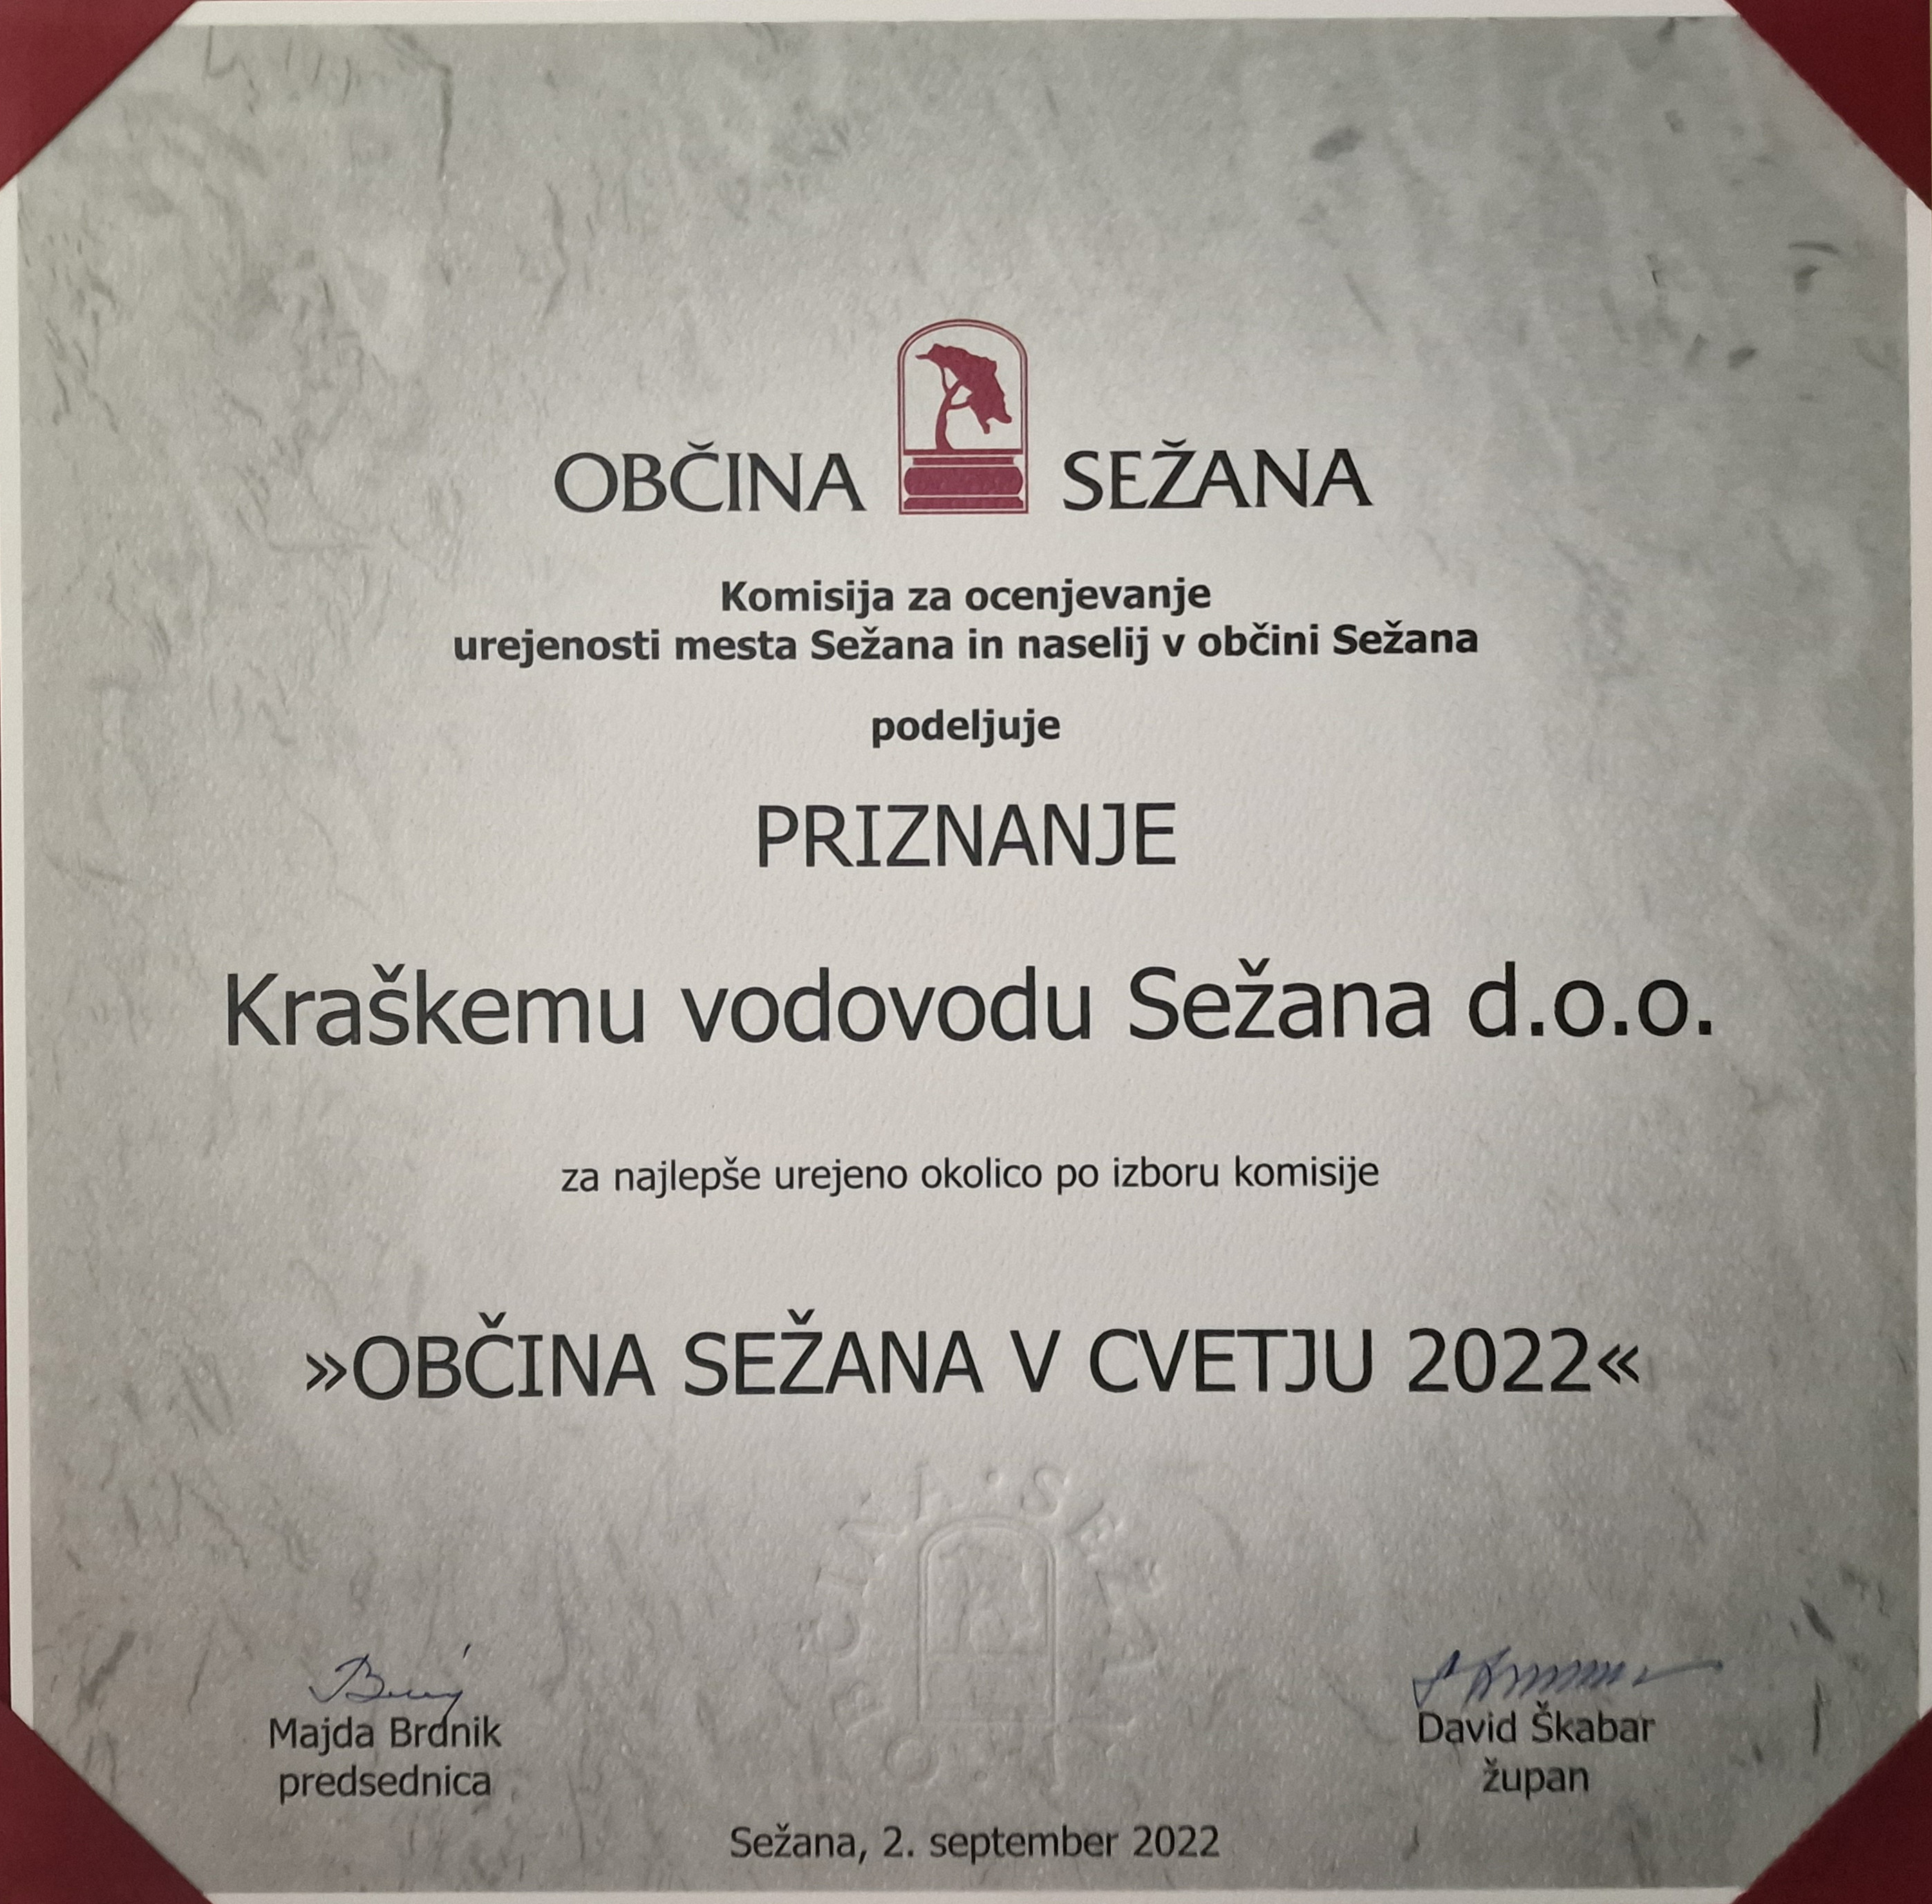 OBČINA SEŽANA
Komisija za ocenjevanje
urejenosti mesta Sežana in naselij v občini Sežana
podeljuje
PRIZNANJE
Kraškemu vodovodu Sežana d.o.o.
za najlepše urejeno okolico po izboru komisije
»OBČINA SEŽANA V CVETJU 2022«
Majda Brdnik
predsednica
David Škabar
župan
Sežana, 2. september 2022